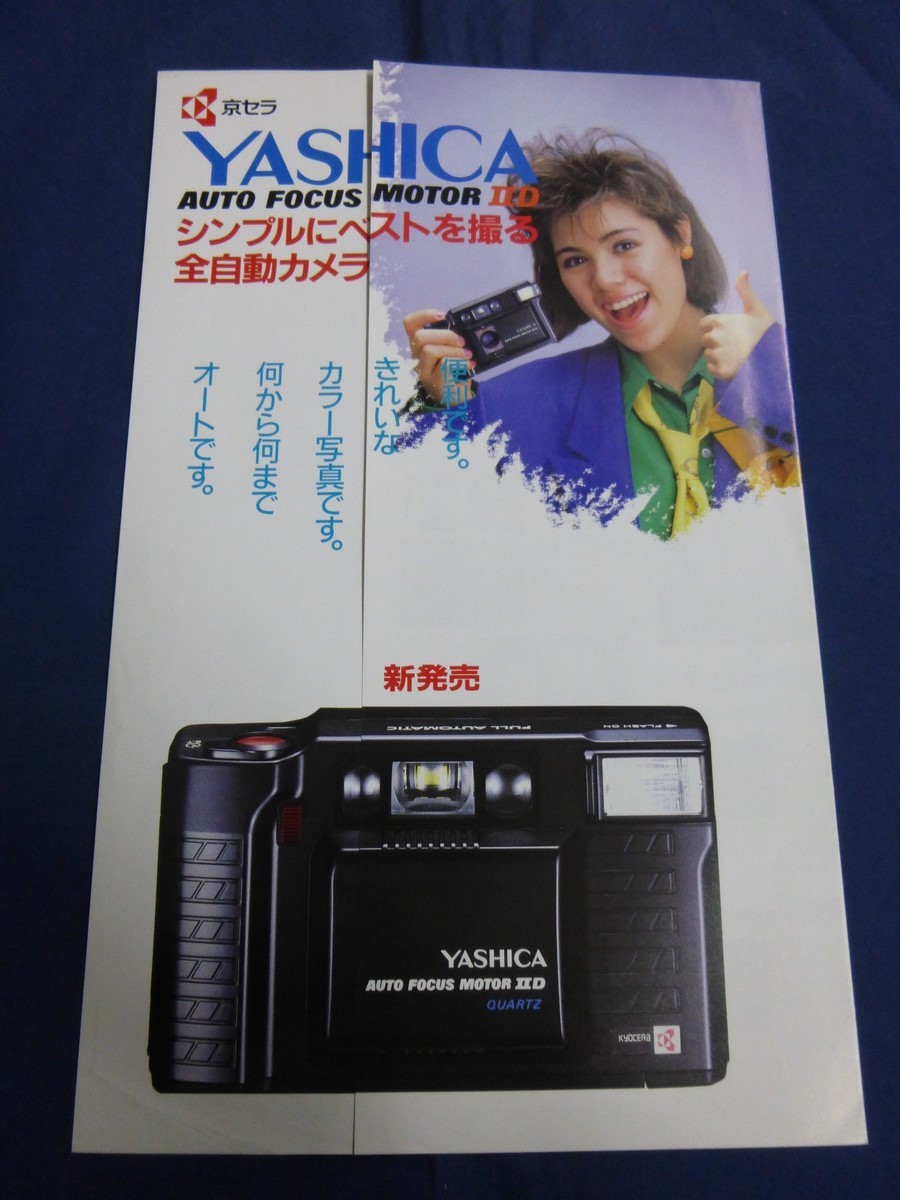 京セラ
YASHICA
AUTO FOCUS MOTOR IID
シンプルにベストを撮る
全自動カメラ
便利です。
きれいな
カラー写真です。
何から何まで
オートです。
新発売
FULL AUTOMATIC
◀ FLASH ON
YASHICA
AUTO FOCUS MOTOR IID
QUARTZ
KYOCERA